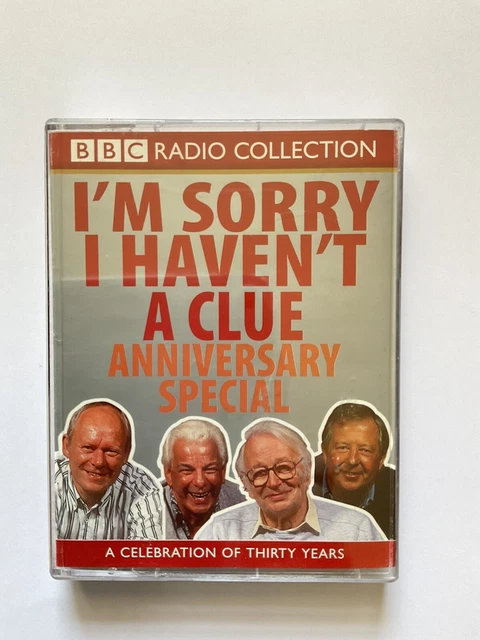 BBC RADIO COLLECTION
I'M SORRY
I HAVEN'T
A CLUE
ANNIVERSARY
SPECIAL
A CELEBRATION OF THIRTY YEARS